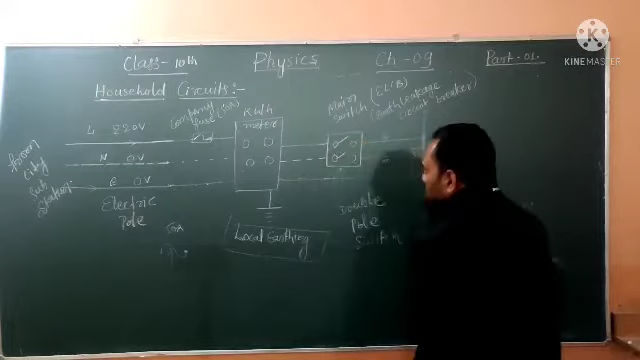 Class-10th Physics Ch-09 Part-01.
Household Circuits:-
L 220V
N 0V
E 0V
From
City
Sub
Station
Electric
Pole
Company
fuse (50A)
KWh
meter
Main
Switch
(ELCB)
(Earth Leakage
circuit breaker)
Local Earthing
Double
Pole
Switch
KINEMASTER